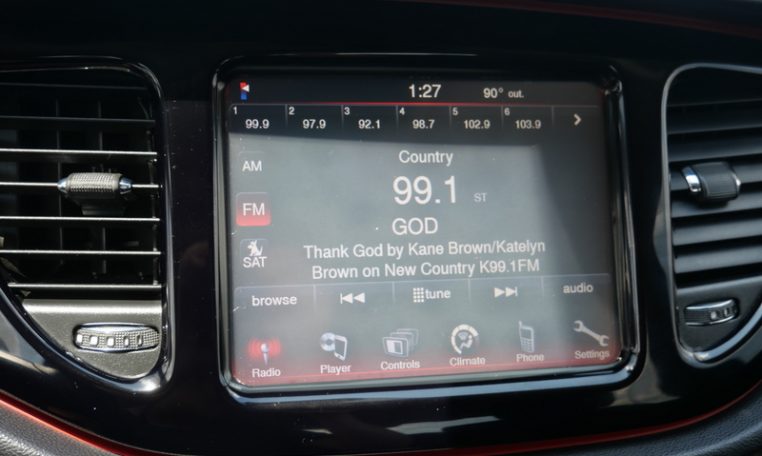 1:27 90° out.
1 2 3 4 5 6
99.9 97.9 92.1 98.7 102.9 103.9 >
AM
FM
SAT
Country
99.1 ST
GOD
Thank God by Kane Brown/Katelyn
Brown on New Country K99.1FM
browse tune audio
Radio Player Controls Climate Phone Settings